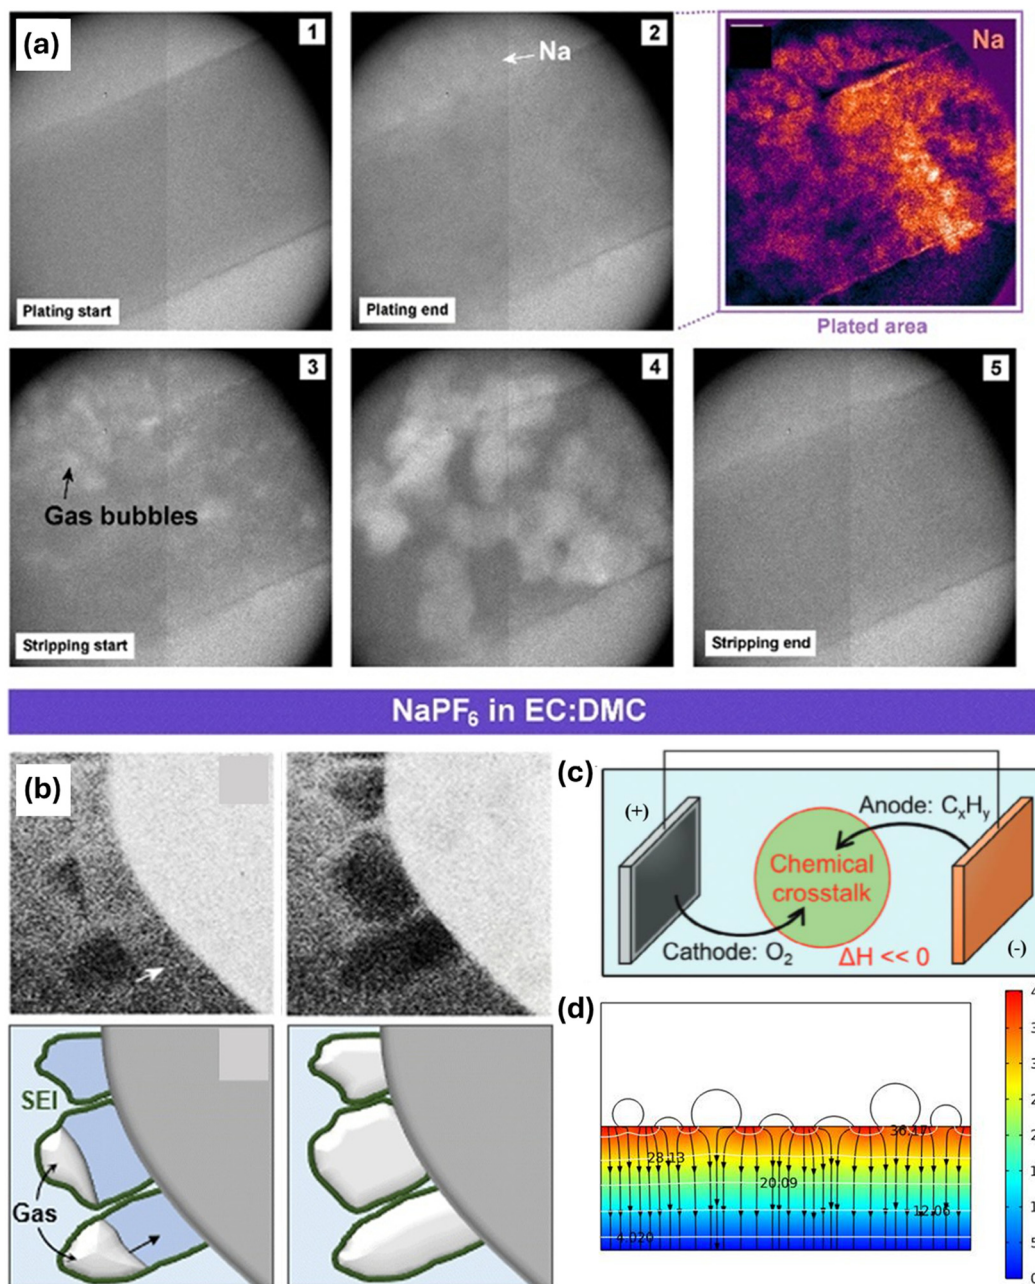 (a)
1
Plating start
2
Na
Plating end
Na
Plated area
3
Gas bubbles
Stripping start
4
5
Stripping end
NaPF₆ in EC:DMC
(b)
SEI
Gas
(c)
(+)
Anode: CₓHᵧ
Chemical
crosstalk
Cathode: O₂
ΔH << 0
(-)
(d)
36.17
28.13
20.09
12.06
4.020